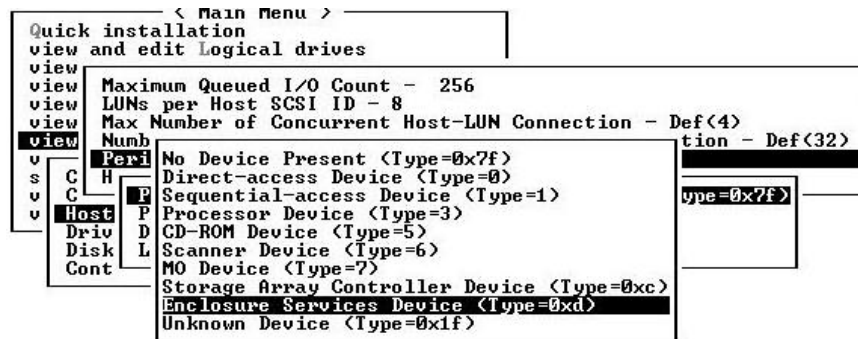 < Main Menu >
Quick installation
view and edit Logical drives
view
view Maximum Queued I/O Count - 256
view LUNs per Host SCSI ID - 8
view Max Number of Concurrent Host-LUN Connection - Def(4)
view Numb tion - Def(32)
v Peri
No Device Present (Type=0x7f)
s C H Direct-access Device (Type=0)
v C P Sequential-access Device (Type=1) ype=0x7f)
v Host P Processor Device (Type=3)
Driv D CD-ROM Device (Type=5)
Disk L Scanner Device (Type=6)
Cont MO Device (Type=7)
Storage Array Controller Device (Type=0xc)
Enclosure Services Device (Type=0xd)
Unknown Device (Type=0x1f)